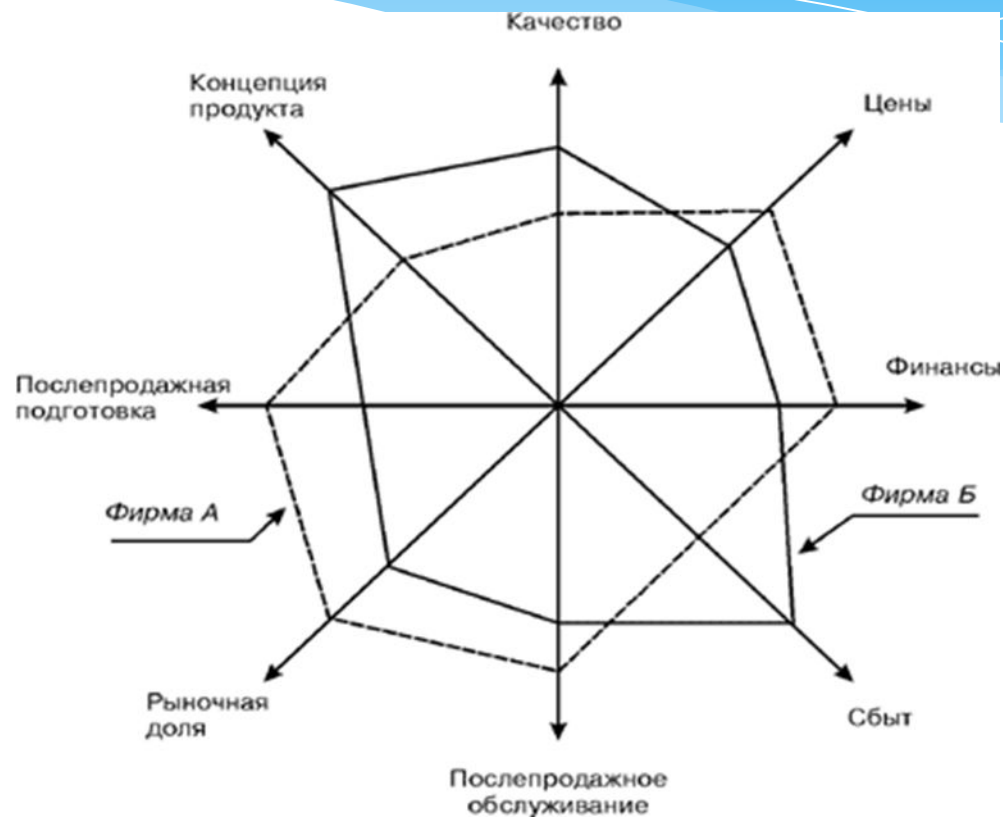 Качество
Концепция
продукта
Цены
Послепродажная
подготовка
Финансы
Фирма А
Фирма Б
Рыночная
доля
Сбыт
Послепродажное
обслуживание